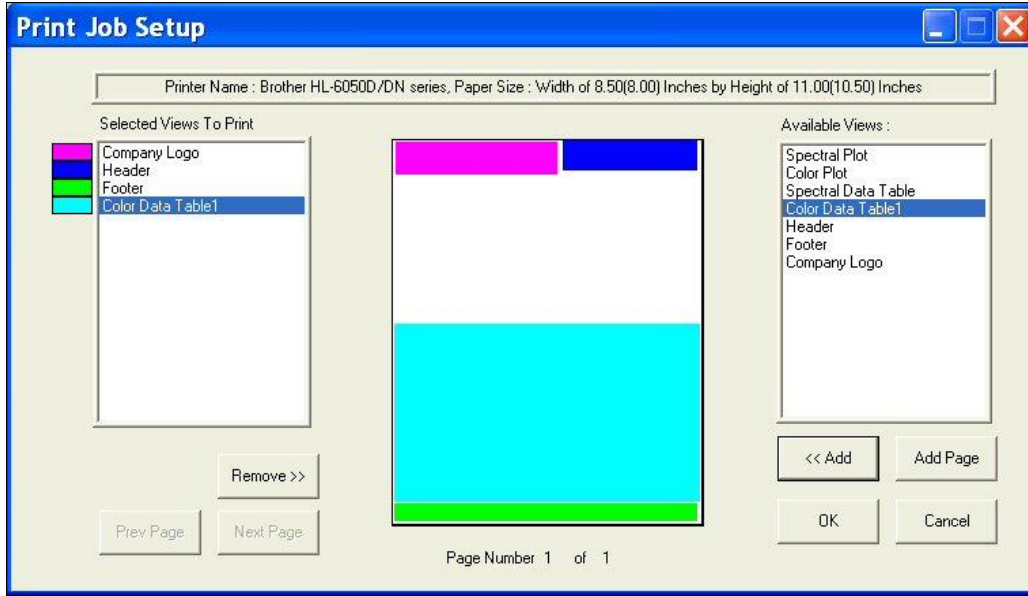 Print Job Setup
Printer Name : Brother HL-6050D/DN series, Paper Size : Width of 8.50(8.00) Inches by Height of 11.00(10.50) Inches
Selected Views To Print
Company Logo
Header
Footer
Color Data Table1
Available Views :
Spectral Plot
Color Plot
Spectral Data Table
Color Data Table1
Header
Footer
Company Logo
Remove >>
<< Add
Add Page
Prev Page
Next Page
OK
Cancel
Page Number 1 of 1